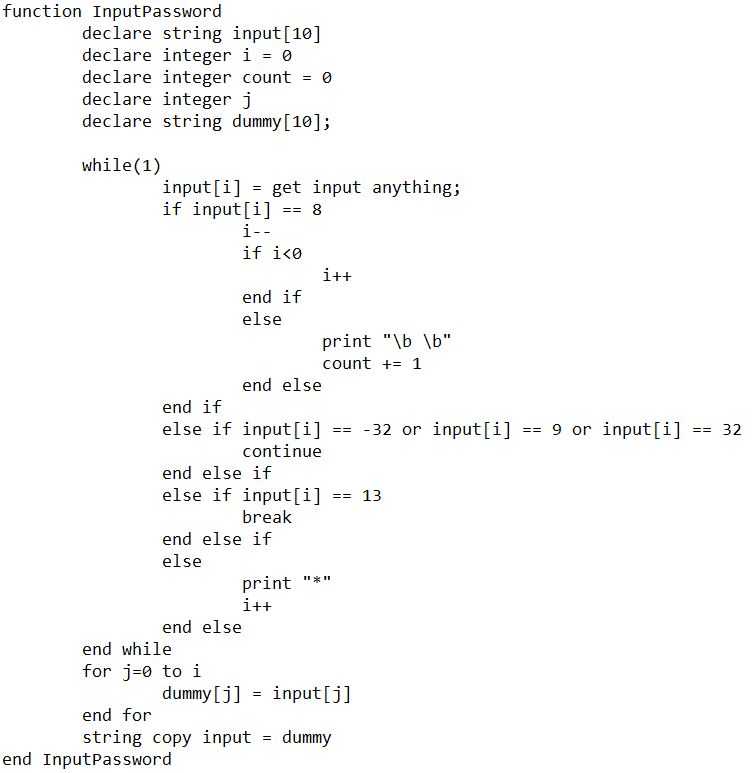 function InputPassword
        declare string input[10]
        declare integer i = 0
        declare integer count = 0
        declare integer j
        declare string dummy[10];

        while(1)
                input[i] = get input anything;
                if input[i] == 8
                        i--
                        if i<0
                                i++
                        end if
                        else
                                print "\b \b"
                                count += 1
                        end else
                end if
                else if input[i] == -32 or input[i] == 9 or input[i] == 32
                        continue
                end else if
                else if input[i] == 13
                        break
                end else if
                else
                        print "*"
                        i++
                end else
        end while
        for j=0 to i
                dummy[j] = input[j]
        end for
        string copy input = dummy
end InputPassword